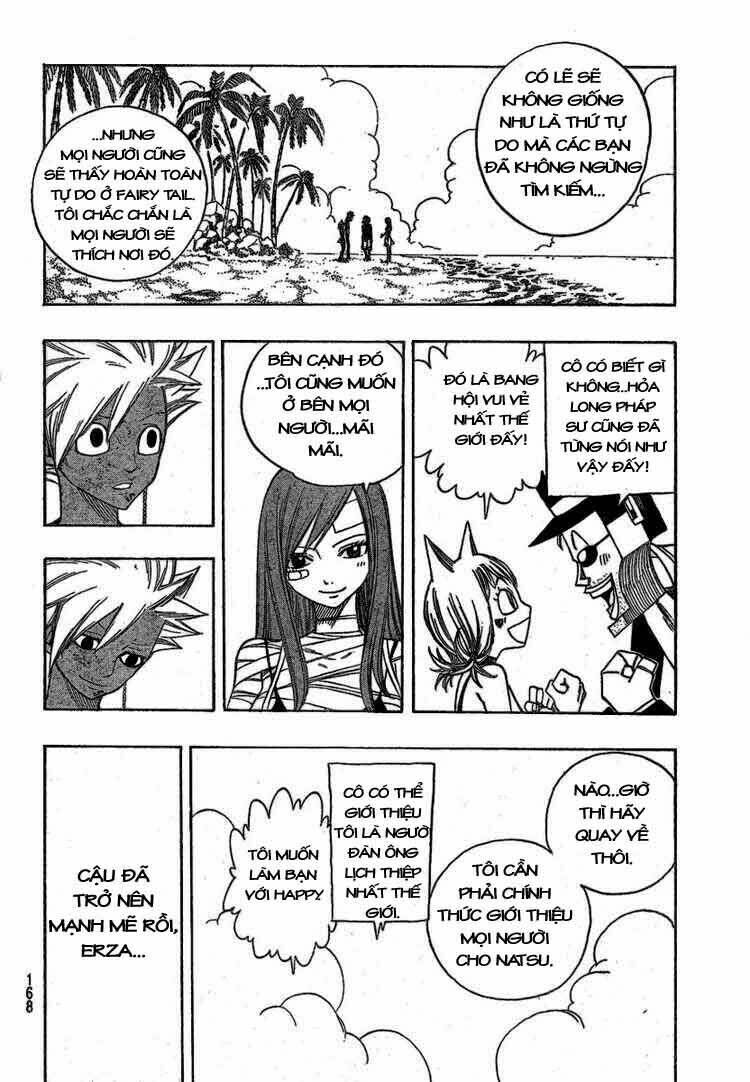 CÓ LẼ SẼ
KHÔNG GIỐNG
NHƯ LÀ THỨ TỰ
DO MÀ CÁC BẠN
ĐÃ KHÔNG NGỪNG
TÌM KIẾM...
...NHƯNG
MỌI NGƯỜI CŨNG
SẼ THẤY HOÀN TOÀN
TỰ DO Ở FAIRY TAIL.
TÔI CHẮC CHẮN LÀ
MỌI NGƯỜI SẼ
THÍCH NƠI ĐÓ.
CÔ CÓ BIẾT GÌ
KHÔNG..HỎA
LONG PHÁP
SƯ CŨNG ĐÃ
TỪNG NÓI NHƯ
VẬY ĐẤY!
ĐÓ LÀ BANG
HỘI VUI VẺ
NHẤT THẾ
GIỚI ĐẤY!
BÊN CẠNH ĐÓ
...TÔI CŨNG MUỐN
Ở BÊN MỌI
NGƯỜI...MÃI
MÃI.
NÀO...GIỜ
THÌ HÃY
QUAY VỀ
THÔI.
TÔI CẦN
PHẢI CHÍNH
THỨC GIỚI THIỆU
MỌI NGƯỜI
CHO NATSU.
CÔ CÓ THỂ
GIỚI THIỆU
TÔI LÀ NGƯỜI
ĐÀN ÔNG
LỊCH THIỆP
NHẤT THẾ
GIỚI.
TÔI MUỐN
LÀM BẠN
VỚI HAPPY.
CẬU ĐÃ
TRỞ NÊN
MẠNH MẼ RỒI,
ERZA...
168